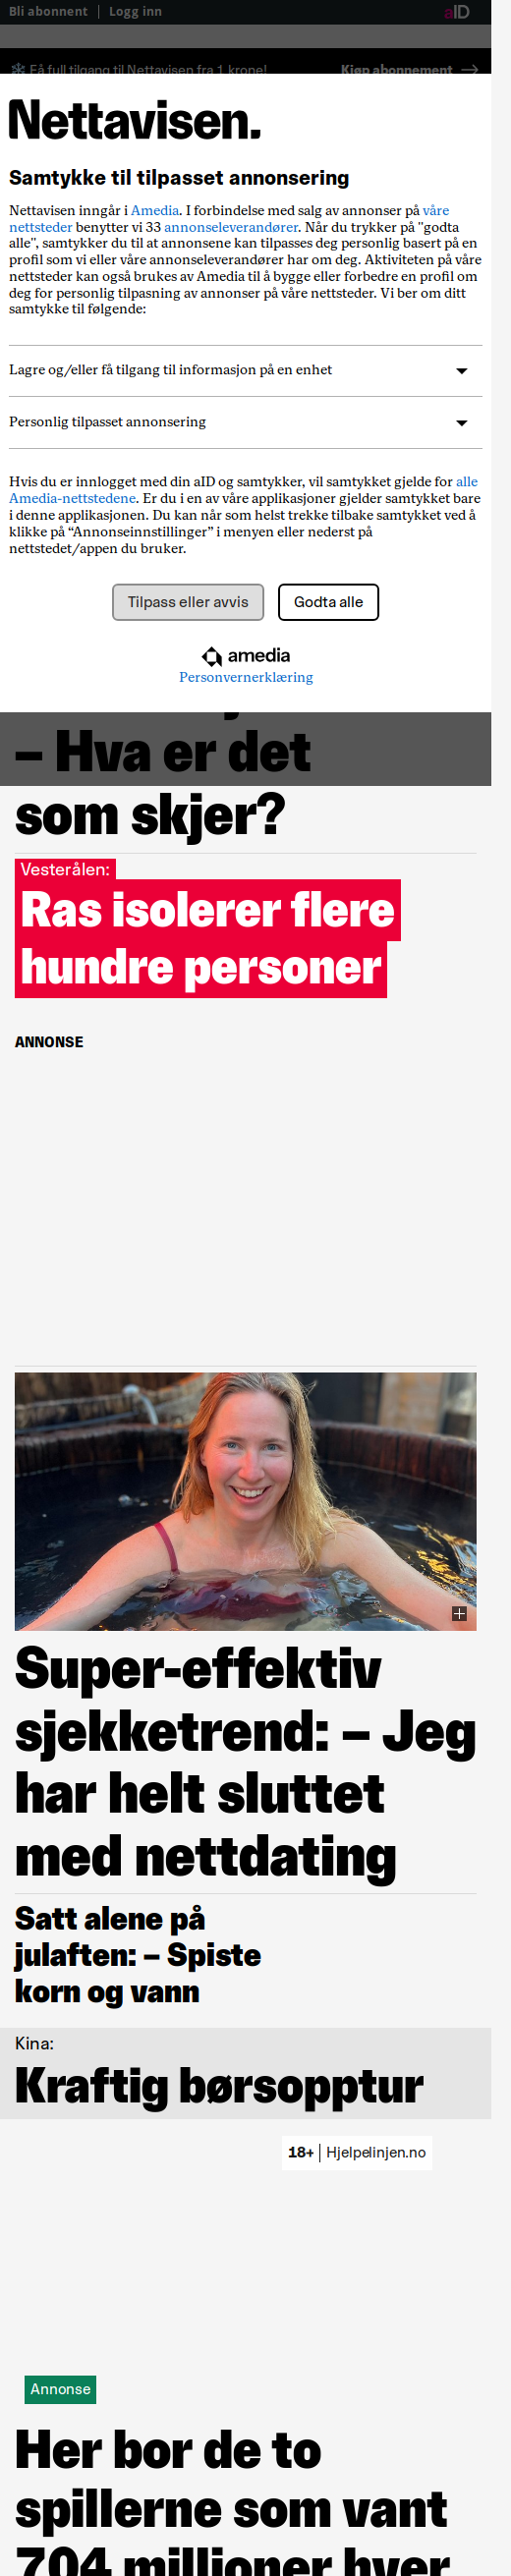 Bli abonnent | Logg inn
aID
Få full tilgang til Nettavisen fra 1 krone! Kjøp abonnement →
Nettavisen.
Samtykke til tilpasset annonsering
Nettavisen inngår i Amedia. I forbindelse med salg av annonser på våre
nettsteder benytter vi 33 annonseleverandører. Når du trykker på "godta
alle", samtykker du til at annonsene kan tilpasses deg personlig basert på en
profil som vi eller våre annonseleverandører har om deg. Aktiviteten på våre
nettsteder kan også brukes av Amedia til å bygge eller forbedre en profil om
deg for personlig tilpasning av annonser på våre nettsteder. Vi ber om ditt
samtykke til følgende:
Lagre og/eller få tilgang til informasjon på en enhet
Personlig tilpasset annonsering
Hvis du er innlogget med din aID og samtykker, vil samtykket gjelde for alle
Amedia-nettstedene. Er du i en av våre applikasjoner gjelder samtykket bare
i denne applikasjonen. Du kan når som helst trekke tilbake samtykket ved å
klikke på “Annonseinnstillinger” i menyen eller nederst på
nettstedet/appen du bruker.
Tilpass eller avvis
Godta alle
amedia
Personvernerklæring
– Hva er det
som skjer?
Vesterålen:
Ras isolerer flere
hundre personer
ANNONSE
Super-effektiv
sjekketrend: – Jeg
har helt sluttet
med nettdating
Satt alene på
julaften: – Spiste
korn og vann
Kina:
Kraftig børsopptur
18+ | Hjelpelinjen.no
Annonse
Her bor de to
spillerne som vant
704 millioner hver